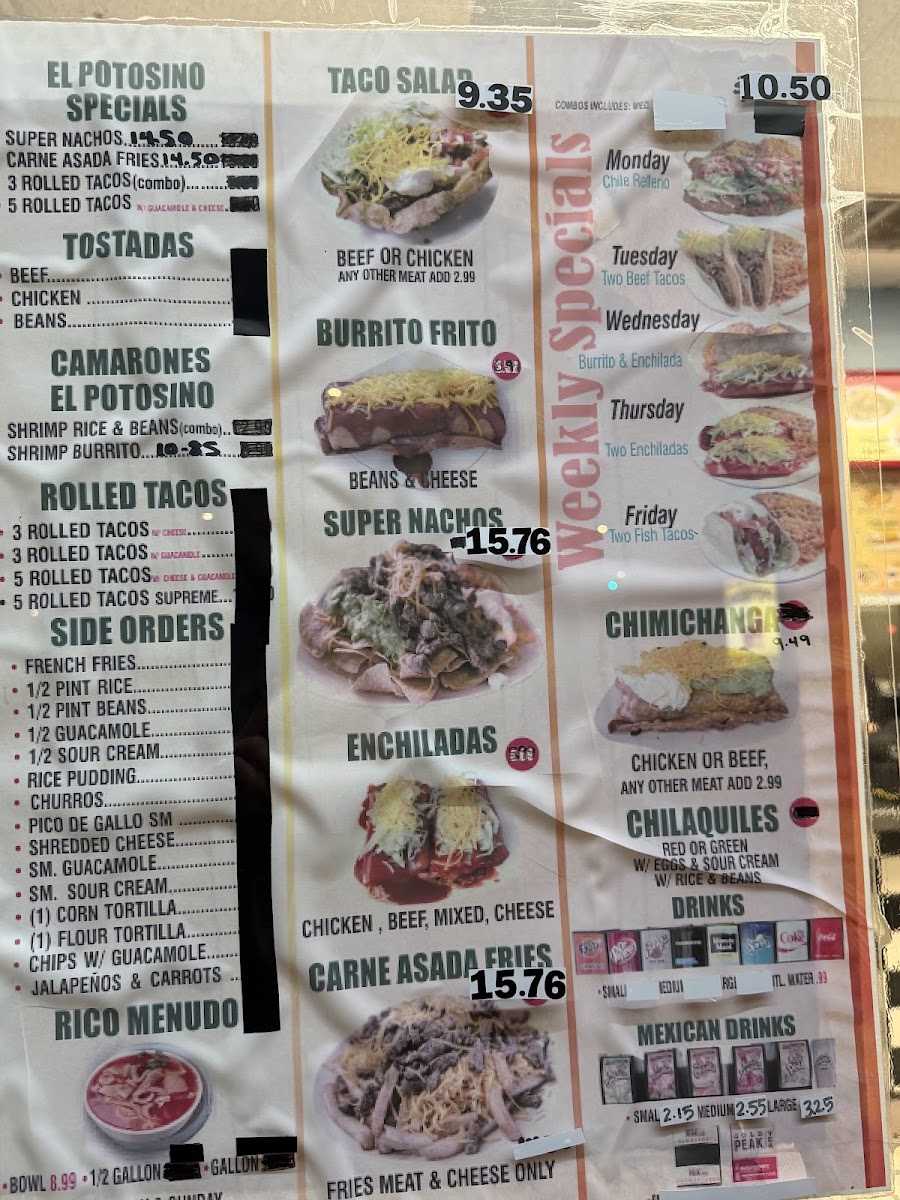 EL POTOSINO
SPECIALS
SUPER NACHOS...14.50
CARNE ASADA FRIES...14.50
3 ROLLED TACOS (combo)........
5 ROLLED TACOS W/ GUACAMOLE & CHEESE..
TOSTADAS
• BEEF........................................
• CHICKEN ................................
• BEANS.....................................
CAMARONES
EL POTOSINO
SHRIMP RICE & BEANS (combo)..
SHRIMP BURRITO...10-85
ROLLED TACOS
• 3 ROLLED TACOS W/ CHEESE..........
• 3 ROLLED TACOS W/ GUACAMOLE........
• 5 ROLLED TACOS W/ CHEESE & GUACAMOLE
• 5 ROLLED TACOS SUPREME...
SIDE ORDERS
• FRENCH FRIES......................
• 1/2 PINT RICE.......................
• 1/2 PINT BEANS....................
• 1/2 GUACAMOLE...................
• 1/2 SOUR CREAM.................
• RICE PUDDING......................
• CHURROS.............................
• PICO DE GALLO SM ............
• SHREDDED CHEESE.............
• SM. GUACAMOLE.................
• SM. SOUR CREAM................
• (1) CORN TORTILLA..............
• (1) FLOUR TORTILLA............
• CHIPS W/ GUACAMOLE.......
• JALAPEÑOS & CARROTS ..
RICO MENUDO
• BOWL 8.99 • 1/2 GALLON • GALLON
& SUNDAY
TACO SALAD 9.35
BEEF OR CHICKEN
ANY OTHER MEAT ADD 2.99
BURRITO FRITO
BEANS & CHEESE
SUPER NACHOS
15.76
ENCHILADAS
CHICKEN , BEEF, MIXED, CHEESE
CARNE ASADA FRIES
15.76
FRIES MEAT & CHEESE ONLY
10.50
COMBOS INCLUDES:
Weekly Specials
Monday
Chile Relleno
Tuesday
Two Beef Tacos
Wednesday
Burrito & Enchilada
Thursday
Two Enchiladas
Friday
Two Fish Tacos
CHIMICHANGA
9.49
CHICKEN OR BEEF,
ANY OTHER MEAT ADD 2.99
CHILAQUILES
RED OR GREEN
W/ EGGS & SOUR CREAM
W/ RICE & BEANS
DRINKS
Coke
WATER .99
MEXICAN DRINKS
• SMALL 2.15 MEDIUM 2.55 LARGE 3.25
GOLD
PEAK